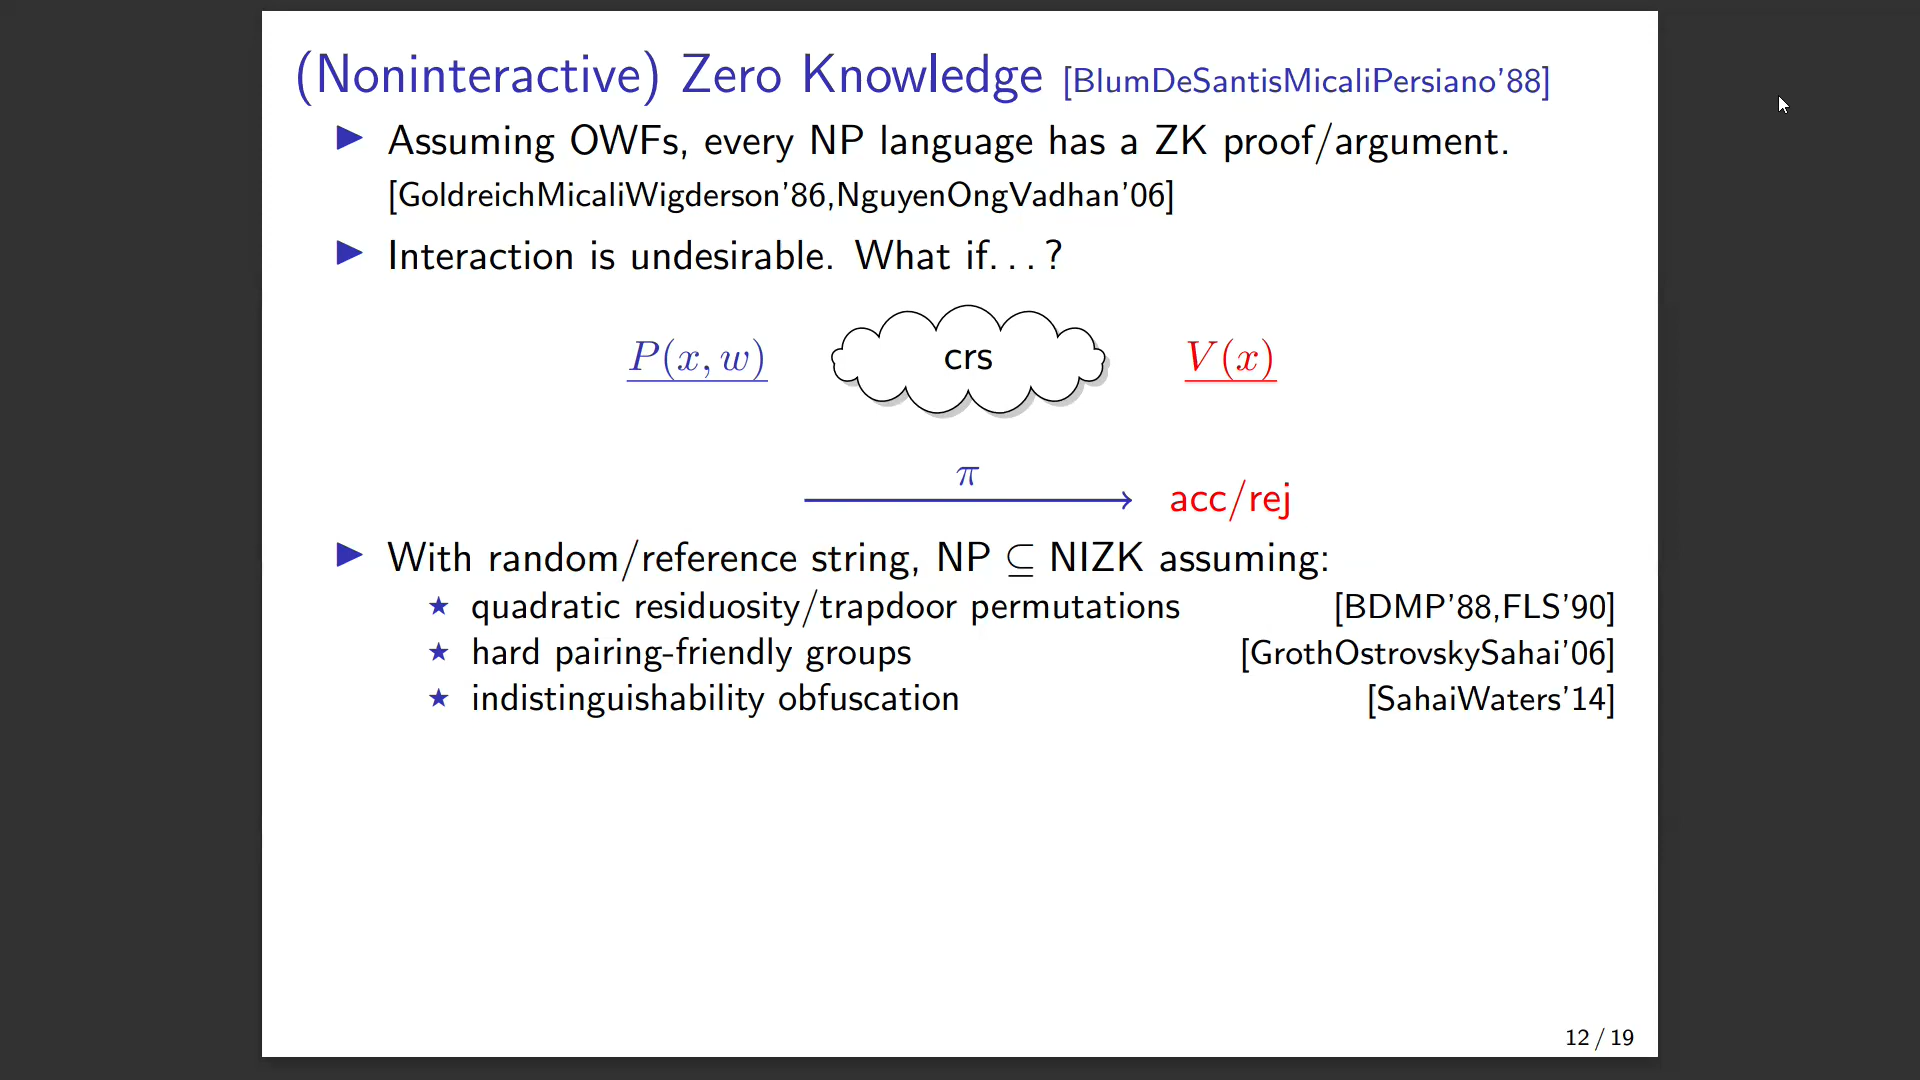 (Noninteractive) Zero Knowledge [BlumDeSantisMicaliPersiano'88]
▶ Assuming OWFs, every NP language has a ZK proof/argument.
[GoldreichMicaliWigderson'86,NguyenOngVadhan'06]
▶ Interaction is undesirable. What if. . . ?
P(x, w) crs V(x)
π
acc/rej
▶ With random/reference string, NP ⊆ NIZK assuming:
★ quadratic residuosity/trapdoor permutations [BDMP'88,FLS'90]
★ hard pairing-friendly groups [GrothOstrovskySahai'06]
★ indistinguishability obfuscation [SahaiWaters'14]
12 / 19